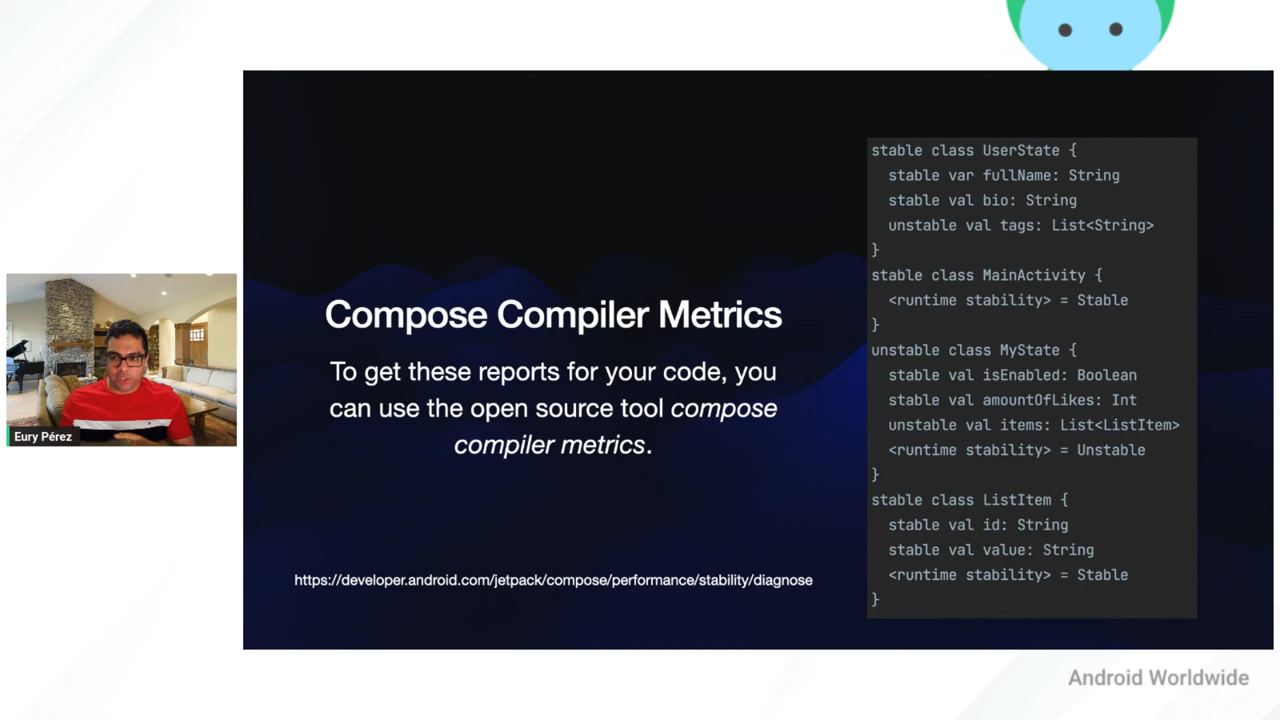 Compose Compiler Metrics
To get these reports for your code, you
can use the open source tool compose
compiler metrics.
https://developer.android.com/jetpack/compose/performance/stability/diagnose
stable class UserState {
  stable var fullName: String
  stable val bio: String
  unstable val tags: List<String>
}
stable class MainActivity {
  <runtime stability> = Stable
}
unstable class MyState {
  stable val isEnabled: Boolean
  stable val amountOfLikes: Int
  unstable val items: List<ListItem>
  <runtime stability> = Unstable
}
stable class ListItem {
  stable val id: String
  stable val value: String
  <runtime stability> = Stable
}
Eury Pérez
Android Worldwide